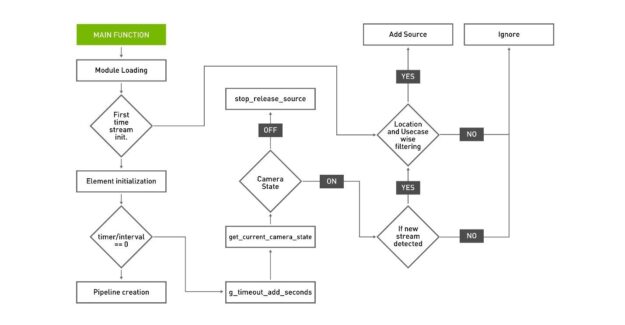 MAIN FUNCTION
Module Loading
First
time
stream
init.
Element initialization
timer/interval
== 0
Pipeline creation
stop_release_source
OFF
Camera
State
ON
get_current_camera_state
g_timeout_add_seconds
Add Source
Ignore
YES
Location
and Usecase
wise
filtering
NO
YES
If new
stream
detected
NO